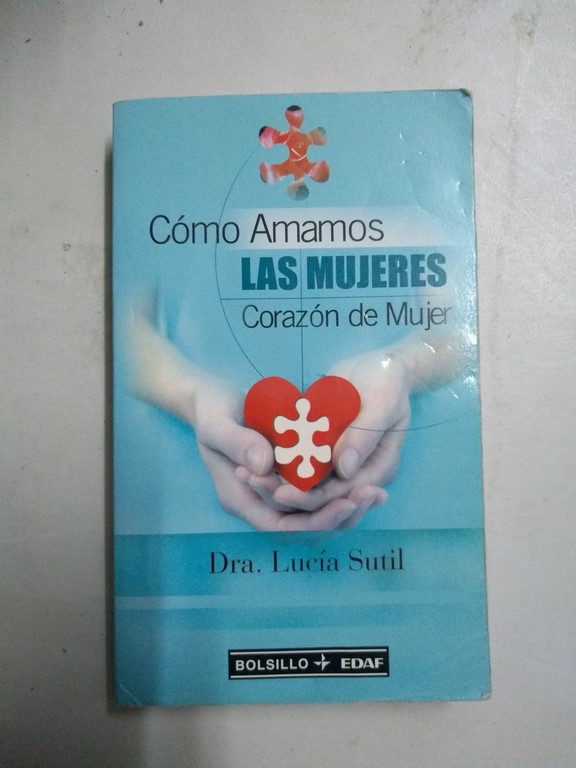 Cómo Amamos
LAS MUJERES
Corazón de Mujer
Dra. Lucía Sutil
BOLSILLO EDAF